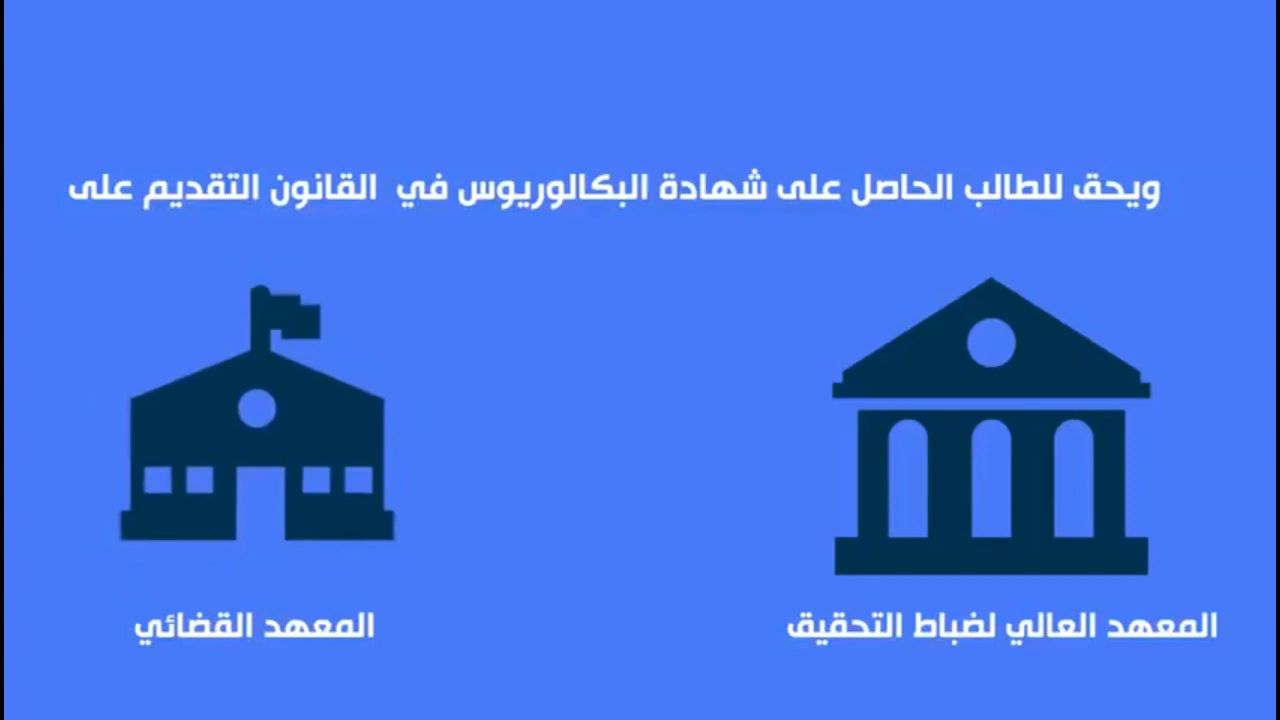 ويحق للطالب الحاصل على شهادة البكالوريوس في القانون التقديم على
المعهد العالي لضباط التحقيق
المعهد القضائي